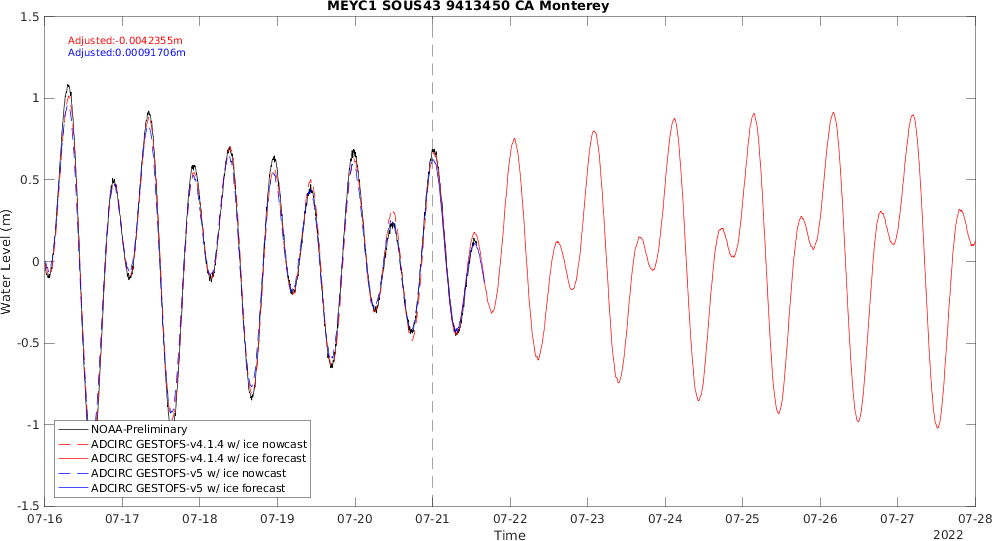 MEYC1 SOUS43 9413450 CA Monterey
Adjusted:-0.0042355m
Adjusted:0.00091706m
Water Level (m)
1.5
1
0.5
0
-0.5
-1
-1.5
NOAA-Preliminary
ADCIRC GESTOFS-v4.1.4 w/ ice nowcast
ADCIRC GESTOFS-v4.1.4 w/ ice forecast
ADCIRC GESTOFS-v5 w/ ice nowcast
ADCIRC GESTOFS-v5 w/ ice forecast
07-16 07-17 07-18 07-19 07-20 07-21 07-22 07-23 07-24 07-25 07-26 07-27 07-28
Time
2022